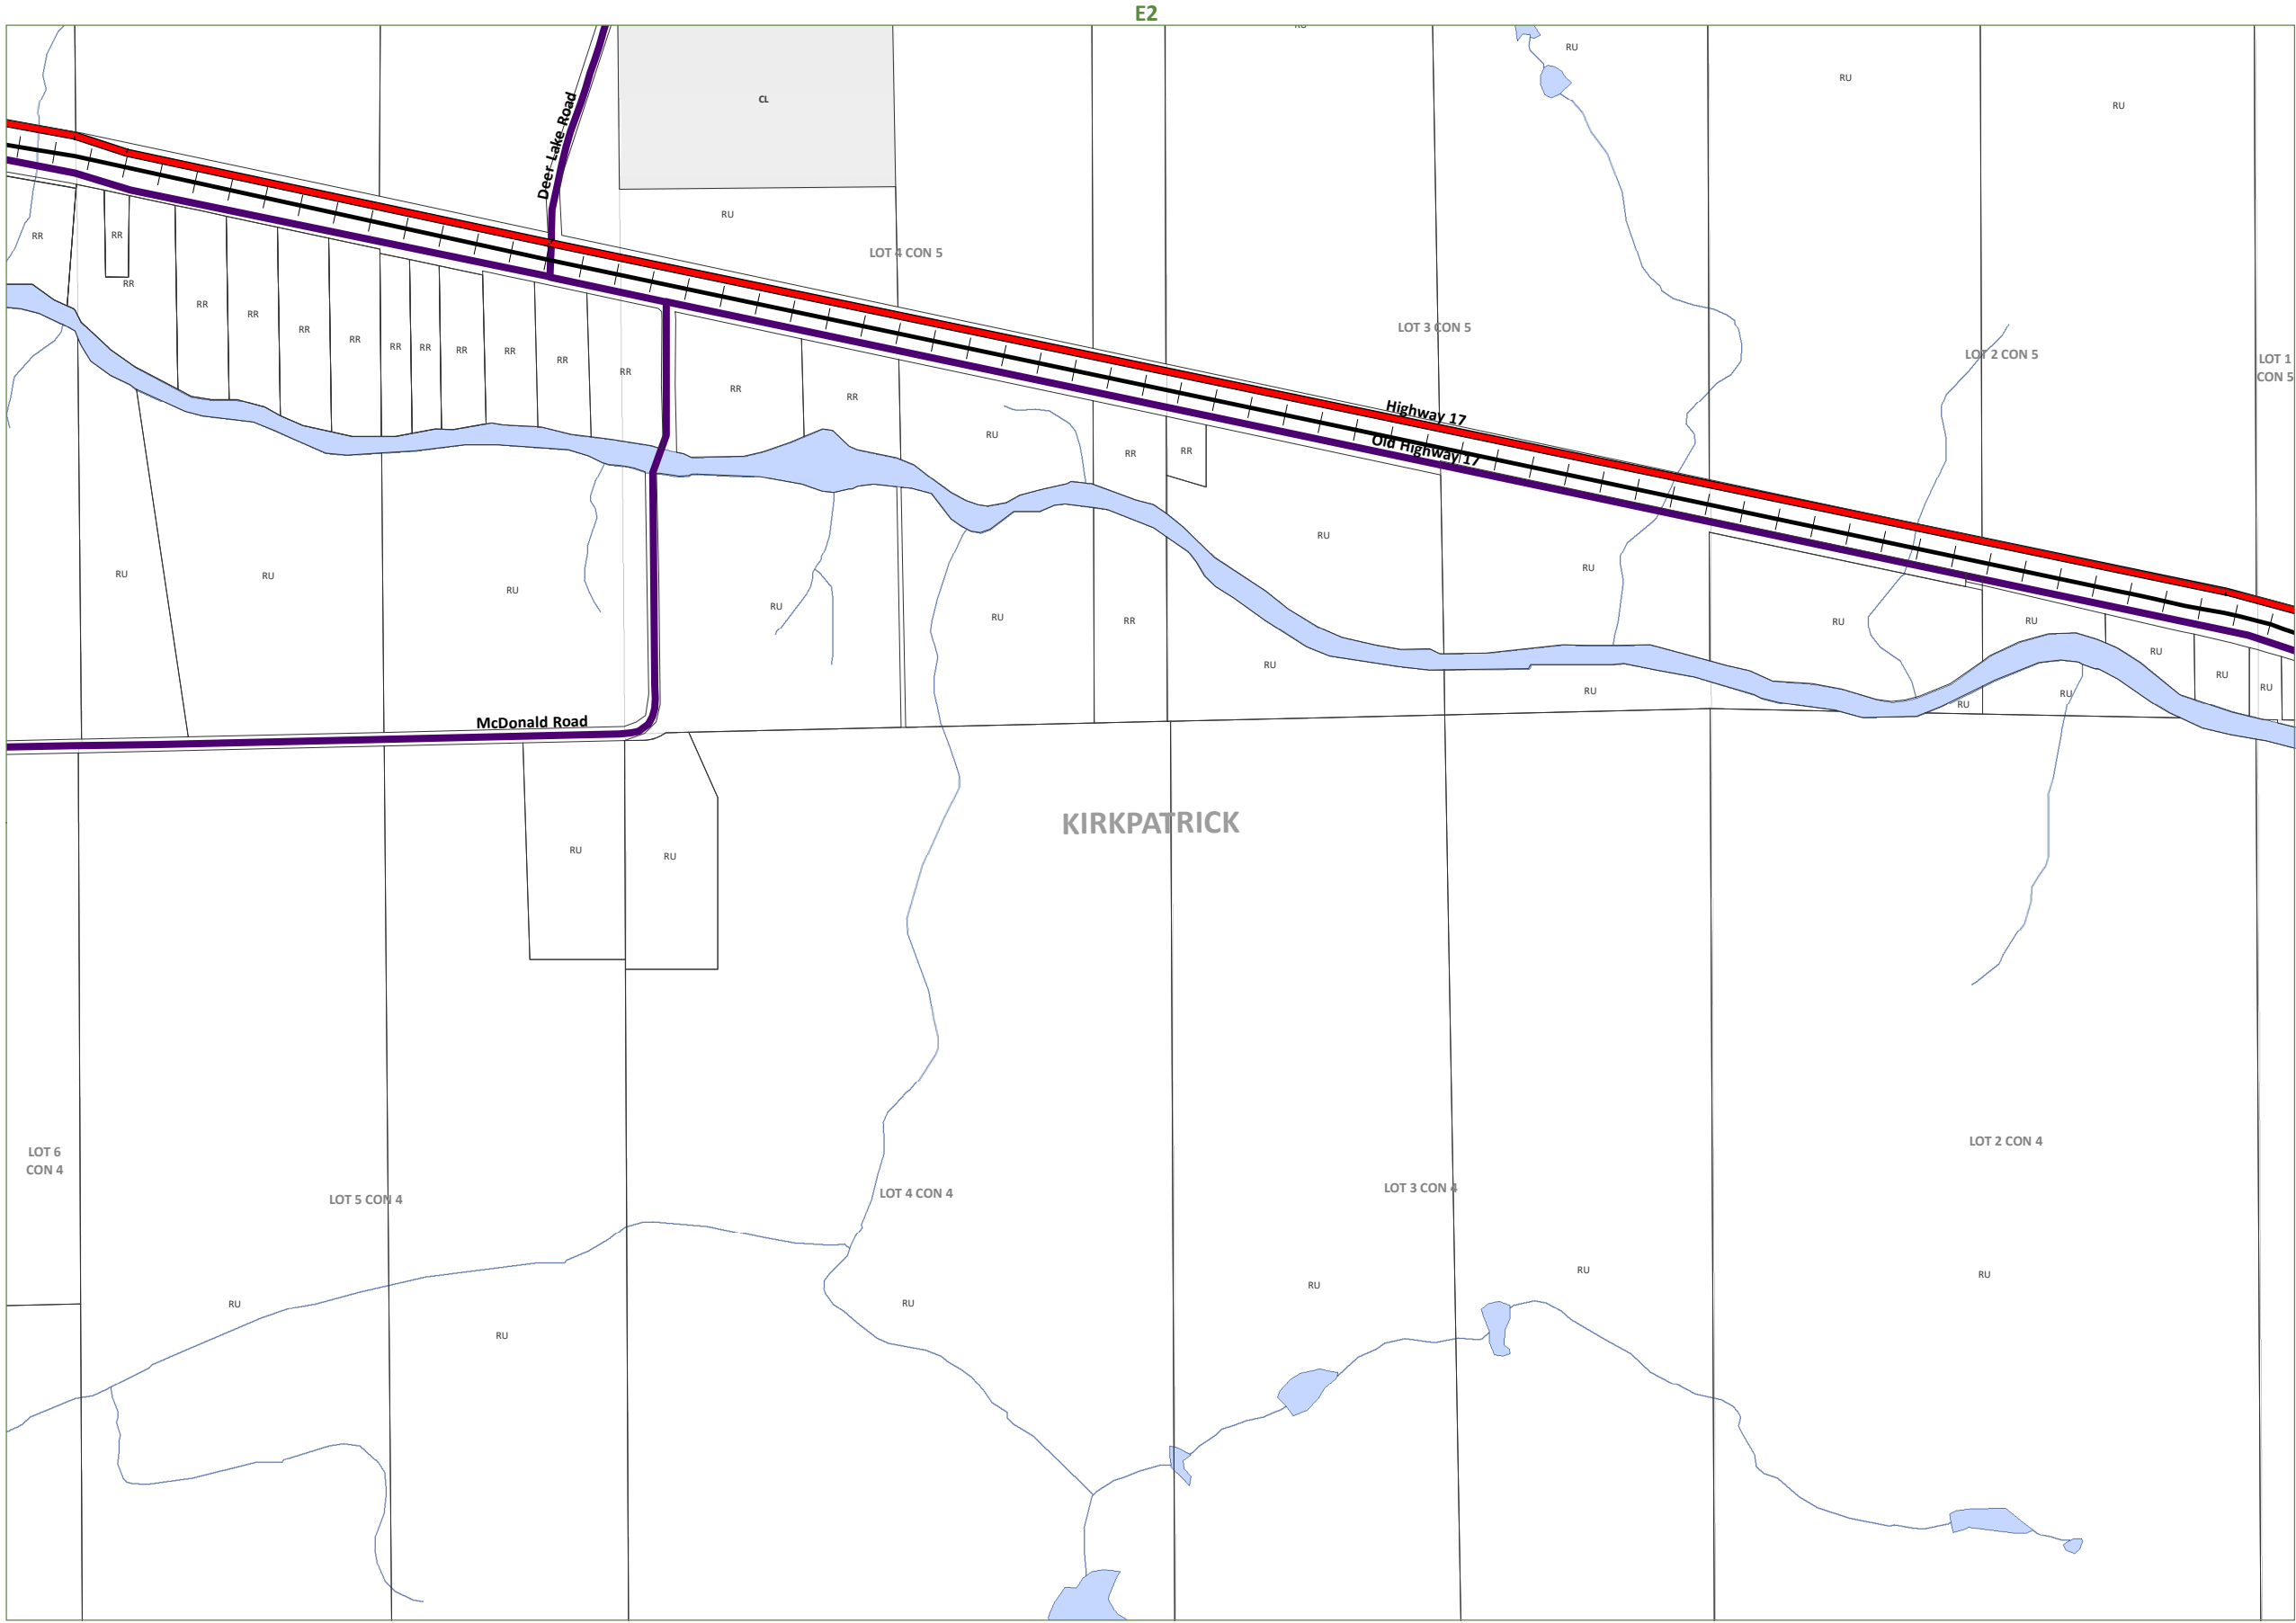 E2
RU
RU
RU
RU
CL
Deer Lake Road
RU
RR
RR
LOT 4 CON 5
RR
RR
RR
RR
RR
RR
RR
RR
RR
RR
RR
RR
RR
LOT 3 CON 5
LOT 2 CON 5
LOT 1
CON 5
Highway 17
Old Highway 17
RU
RR
RR
RU
RU
RU
RU
RU
RU
RU
RR
RU
RU
RU
RU
RU
RU
RU
RU
RU
RU
McDonald Road
KIRKPATRICK
RU
RU
LOT 6
CON 4
LOT 5 CON 4
LOT 4 CON 4
LOT 3 CON 4
LOT 2 CON 4
RU
RU
RU
RU
RU
RU